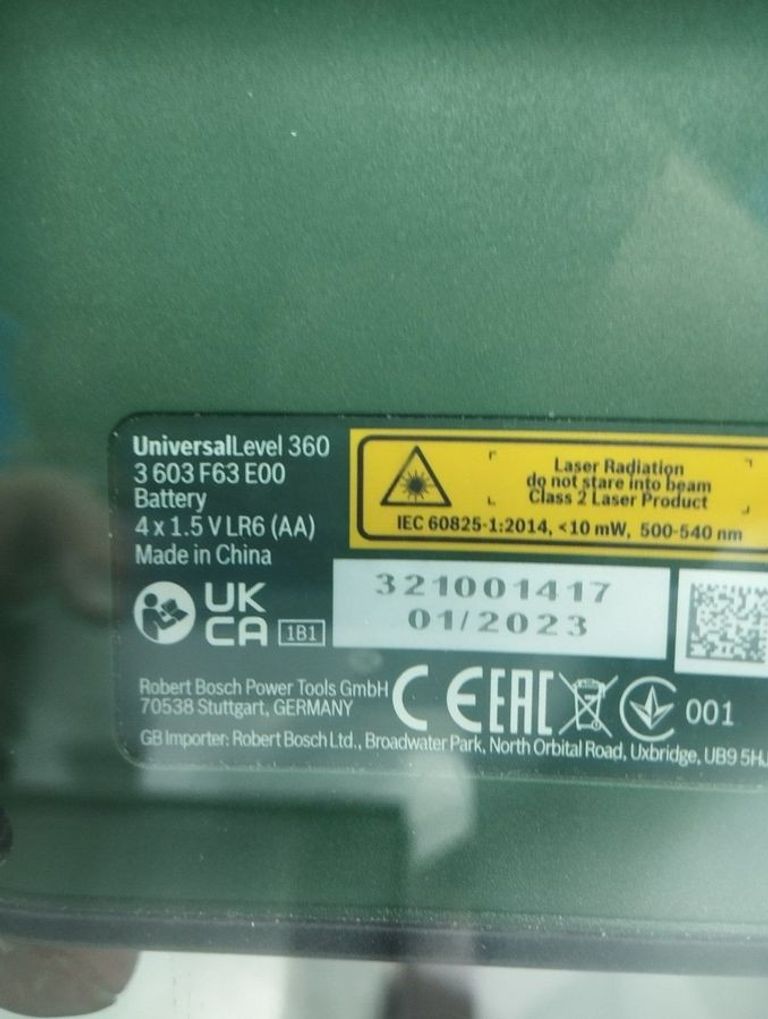 UniversalLevel 360
3 603 F63 E00
Battery
4 x 1.5 V LR6 (AA)
Made in China
Laser Radiation
do not stare into beam
Class 2 Laser Product
IEC 60825-1:2014, <10 mW, 500-540 nm
UK
CA
1B1
321001417
01/2023
Robert Bosch Power Tools GmbH
70538 Stuttgart, GERMANY
CE EAC 001
GB Importer: Robert Bosch Ltd., Broadwater Park, North Orbital Road, Uxbridge, UB9 5HJ